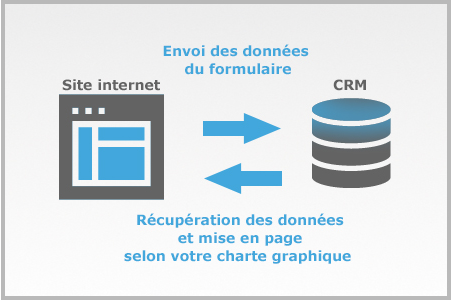 Envoi des données
du formulaire
Site internet
CRM
Récupération des données
et mise en page
selon votre charte graphique